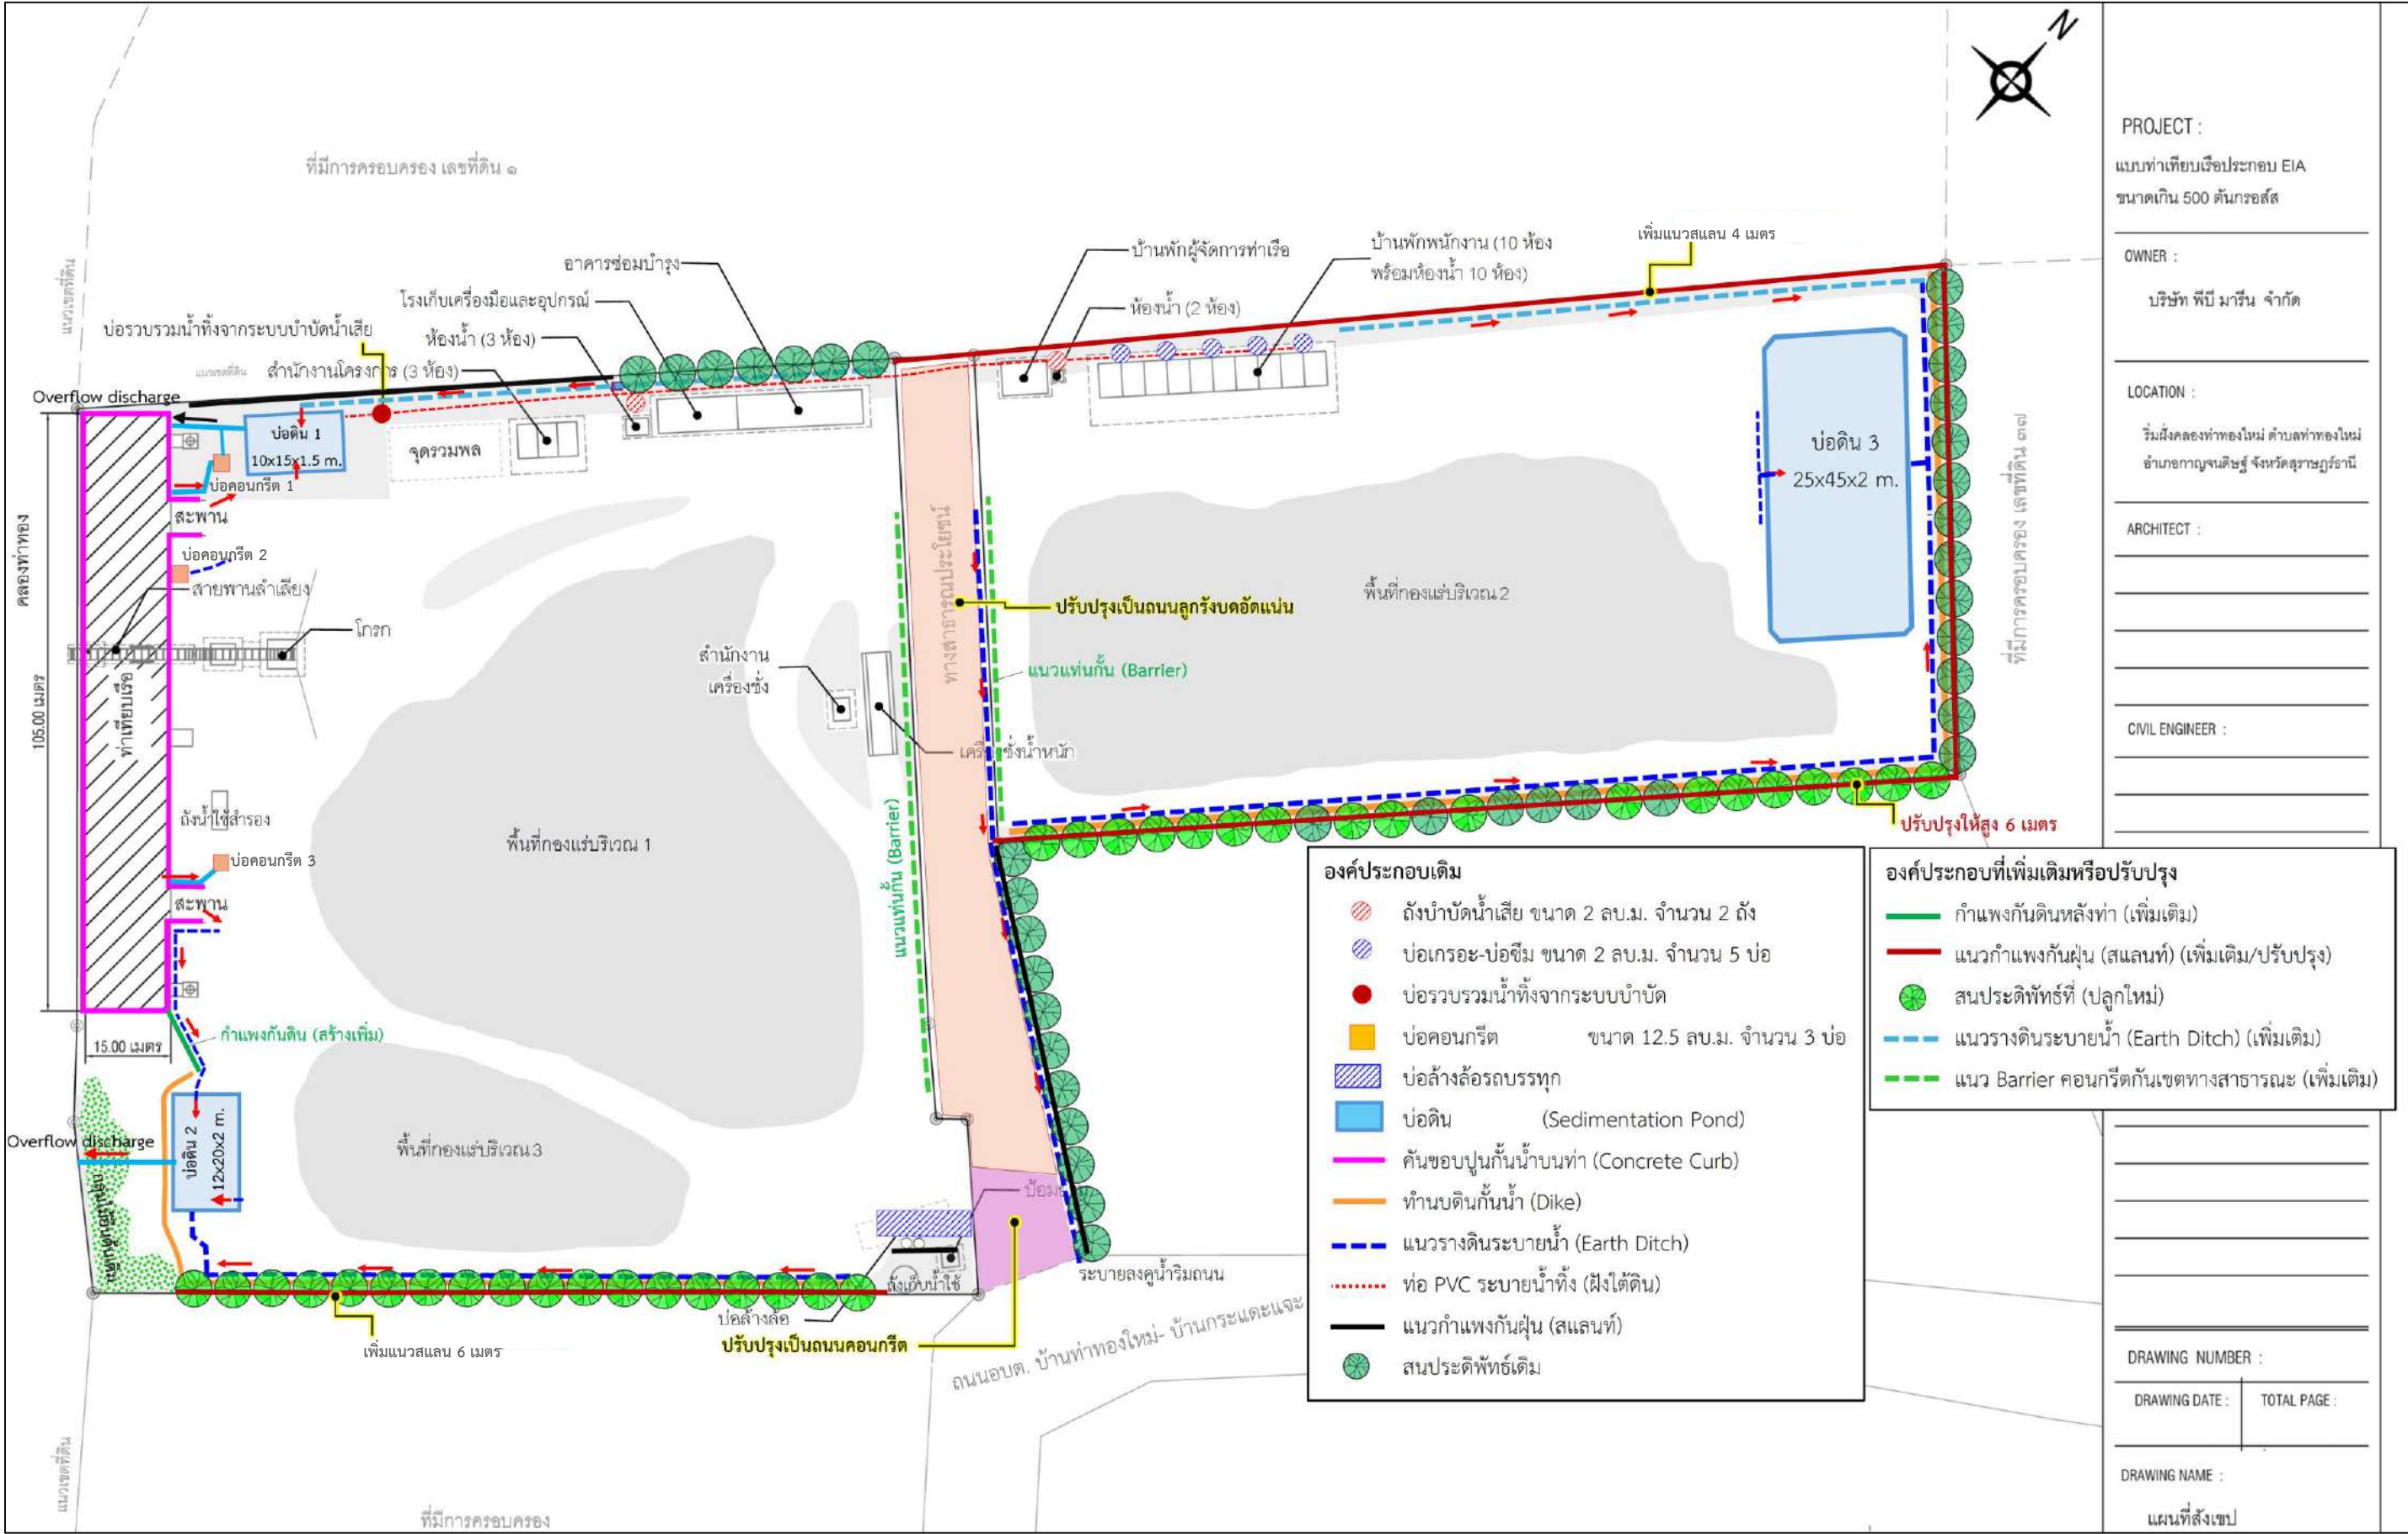 N
ที่มีการครอบครอง เลขที่ดิน ๑
แนวเขตที่ดิน
เพิ่มแนวสแลน 4 เมตร
บ้านพักผู้จัดการท่าเรือ
บ้านพักพนักงาน (10 ห้อง
พร้อมห้องน้ำ 10 ห้อง)
ห้องน้ำ (2 ห้อง)
อาคารซ่อมบำรุง
โรงเก็บเครื่องมือและอุปกรณ์
บ่อรวบรวมน้ำทิ้งจากระบบบำบัดน้ำเสีย
ห้องน้ำ (3 ห้อง)
แนวเขตที่ดิน
สำนักงานโครงการ (3 ห้อง)
Overflow discharge
บ่อดิน 1
10x15x1.5 m.
จุดรวมพล
บ่อคอนกรีต 1
สะพาน
บ่อคอนกรีต 2
สายพานลำเลียง
โกรก
คลองท่าทอง
105.00 เมตร
ท่าเทียบเรือ
ถังน้ำใช้สำรอง
บ่อคอนกรีต 3
สะพาน
กำแพงกันดิน (สร้างเพิ่ม)
15.00 เมตร
Overflow discharge
บ่อดิน 2
12x20x2 m.
พื้นที่กองแร่บริเวณ 1
พื้นที่กองแร่บริเวณ 3
สำนักงาน
เครื่องชั่ง
ชั่งน้ำหนัก
ทางสาธารณประโยชน์
ปรับปรุงเป็นถนนลูกรังบดอัดแน่น
แนวแท่นกั้น (Barrier)
แนวแท่นกั้น (Barrier)
พื้นที่กองแร่บริเวณ 2
บ่อดิน 3
25x45x2 m.
ที่มีการครอบครอง เลขที่ดิน ๓๗
ปรับปรุงให้สูง 6 เมตร
ถังเก็บน้ำใช้
บ่อล้างล้อ
ปรับปรุงเป็นถนนคอนกรีต
ระบายลงคูน้ำริมถนน
เพิ่มแนวสแลน 6 เมตร
ถนนอบต. บ้านท่าทองใหม่- บ้านกระแดะแจะ
แนวเขตที่ดิน
ที่มีการครอบครอง
องค์ประกอบเดิม
ถังบำบัดน้ำเสีย ขนาด 2 ลบ.ม. จำนวน 2 ถัง
บ่อเกรอะ-บ่อซึม ขนาด 2 ลบ.ม. จำนวน 5 บ่อ
บ่อรวบรวมน้ำทิ้งจากระบบบำบัด
บ่อคอนกรีต ขนาด 12.5 ลบ.ม. จำนวน 3 บ่อ
บ่อล้างล้อรถบรรทุก
บ่อดิน (Sedimentation Pond)
คันขอบปูนกั้นน้ำบนท่า (Concrete Curb)
ทำนบดินกั้นน้ำ (Dike)
แนวรางดินระบายน้ำ (Earth Ditch)
ท่อ PVC ระบายน้ำทิ้ง (ฝังใต้ดิน)
แนวกำแพงกันฝุ่น (สแลนท์)
สนประดิพัทธ์เดิม
องค์ประกอบที่เพิ่มเติมหรือปรับปรุง
กำแพงกันดินหลังท่า (เพิ่มเติม)
แนวกำแพงกันฝุ่น (สแลนท์) (เพิ่มเติม/ปรับปรุง)
สนประดิพัทธ์ที่ (ปลูกใหม่)
แนวรางดินระบายน้ำ (Earth Ditch) (เพิ่มเติม)
แนว Barrier คอนกรีตกันเขตทางสาธารณะ (เพิ่มเติม)
PROJECT :
แบบท่าเทียบเรือประกอบ EIA
ขนาดเกิน 500 ตันกรอส์ส
OWNER :
บริษัท พีบี มารีน จำกัด
LOCATION :
ริมฝั่งคลองท่าทองใหม่ ตำบลท่าทองใหม่
อำเภอกาญจนดิษฐ์ จังหวัดสุราษฎร์ธานี
ARCHITECT :
CIVIL ENGINEER :
DRAWING NUMBER :
DRAWING DATE :
TOTAL PAGE :
DRAWING NAME :
แผนที่สังเขป